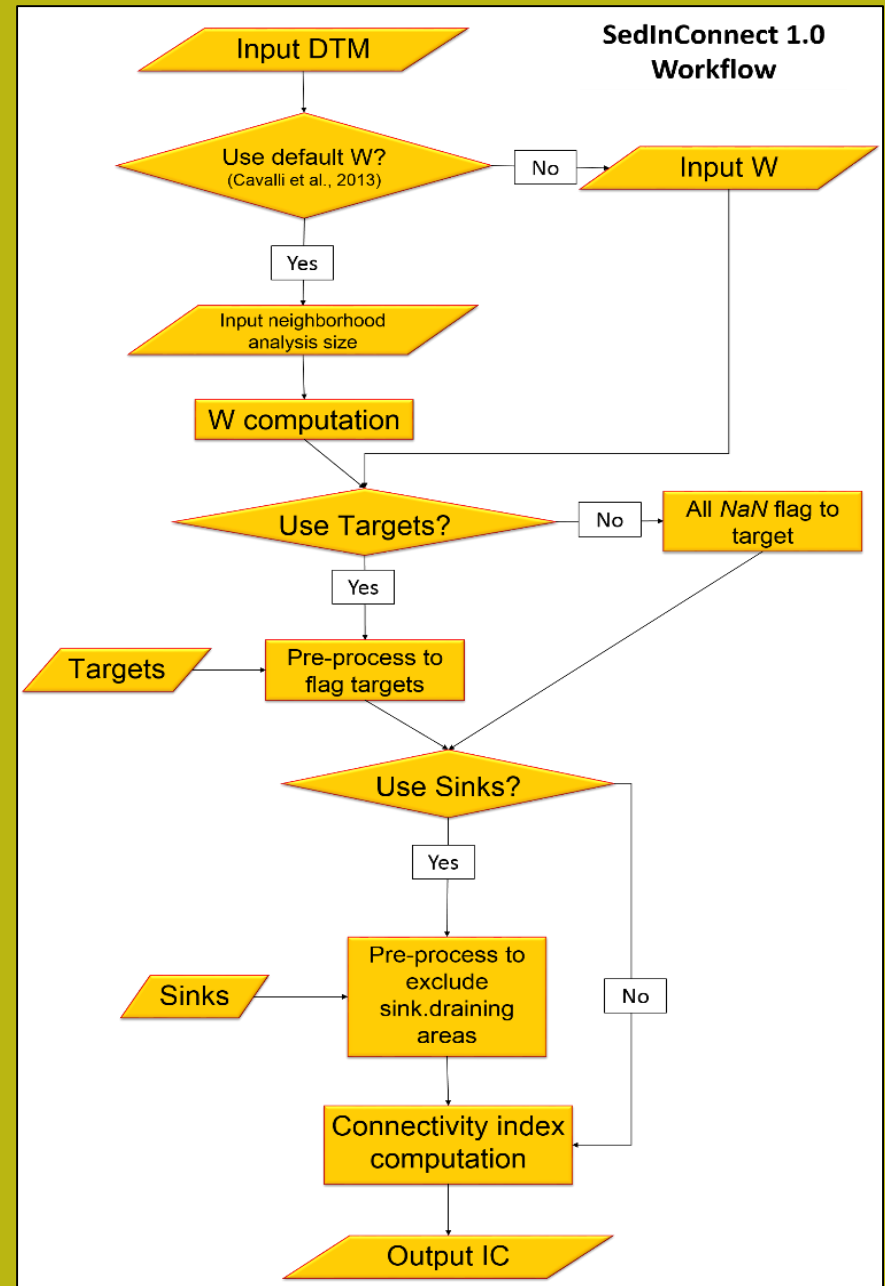 SedInConnect 1.0
Workflow
Input DTM
Use default W?
(Cavalli et al., 2013)
No
Input W
Yes
Input neighborhood
analysis size
W computation
Use Targets?
No
All NaN flag to
target
Yes
Targets
Pre-process to
flag targets
Use Sinks?
Yes
Sinks
Pre-process to
exclude
sink.draining
areas
No
Connectivity index
computation
Output IC